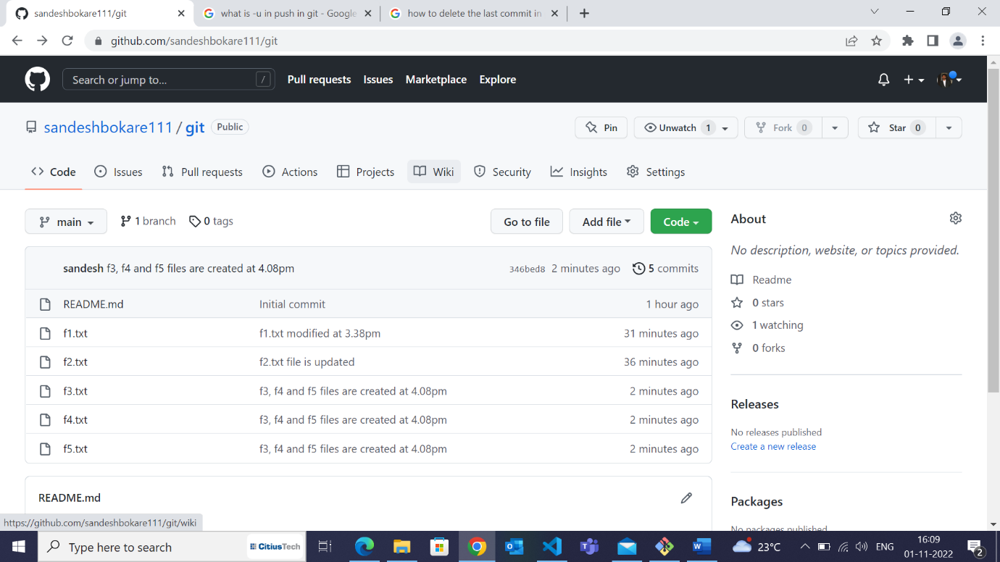 sandeshbokare111/git
what is -u in push in git - Google
how to delete the last commit in
github.com/sandeshbokare111/git
Search or jump to... / Pull requests Issues Marketplace Explore
sandeshbokare111 / git Public
Pin Unwatch 1 Fork 0 Star 0
Code Issues Pull requests Actions Projects Wiki Security Insights Settings
main 1 branch 0 tags Go to file Add file Code
sandesh f3, f4 and f5 files are created at 4.08pm 346bed8 2 minutes ago 5 commits
README.md Initial commit 1 hour ago
f1.txt f1.txt modified at 3.38pm 31 minutes ago
f2.txt f2.txt file is updated 36 minutes ago
f3.txt f3, f4 and f5 files are created at 4.08pm 2 minutes ago
f4.txt f3, f4 and f5 files are created at 4.08pm 2 minutes ago
f5.txt f3, f4 and f5 files are created at 4.08pm 2 minutes ago
README.md
About
No description, website, or topics provided.
Readme
0 stars
1 watching
0 forks
Releases
No releases published
Create a new release
Packages
No packages published
https://github.com/sandeshbokare111/git/wiki
Type here to search CitiusTech 23°C ENG 16:09
01-11-2022 2